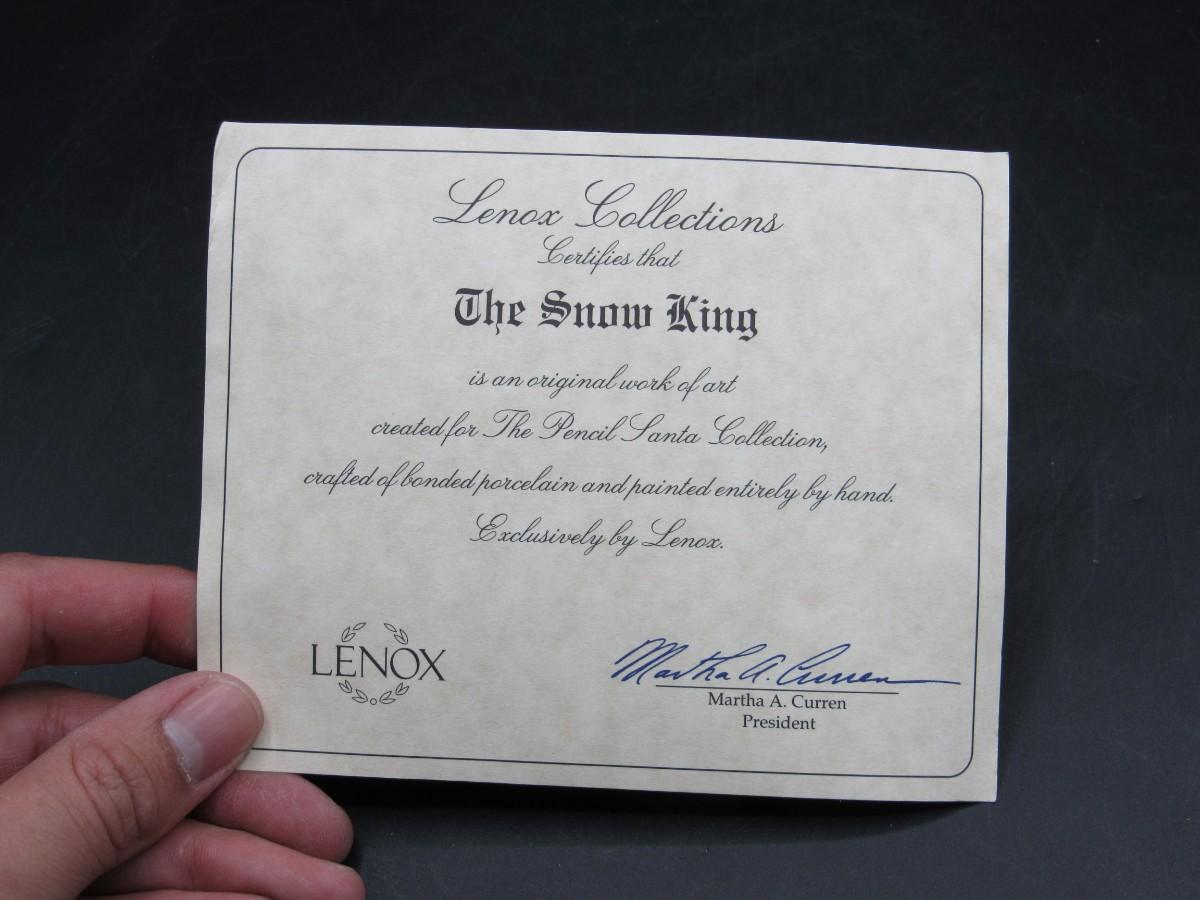 Lenox Collections
Certifies that
The Snow King
is an original work of art
created for The Pencil Santa Collection,
crafted of bonded porcelain and painted entirely by hand.
Exclusively by Lenox.
LENOX
Martha A. Curren
Martha A. Curren
President